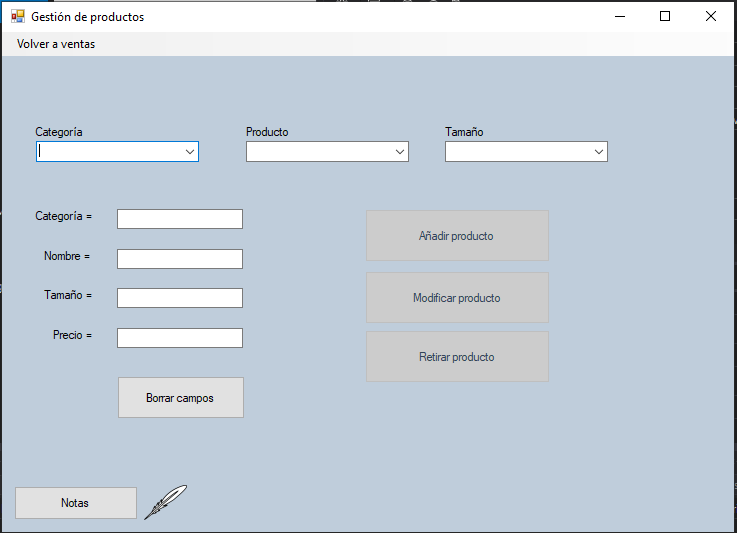 Gestión de productos
Volver a ventas
Categoría
Producto
Tamaño
Categoría =
Nombre =
Tamaño =
Precio =
Añadir producto
Modificar producto
Retirar producto
Borrar campos
Notas